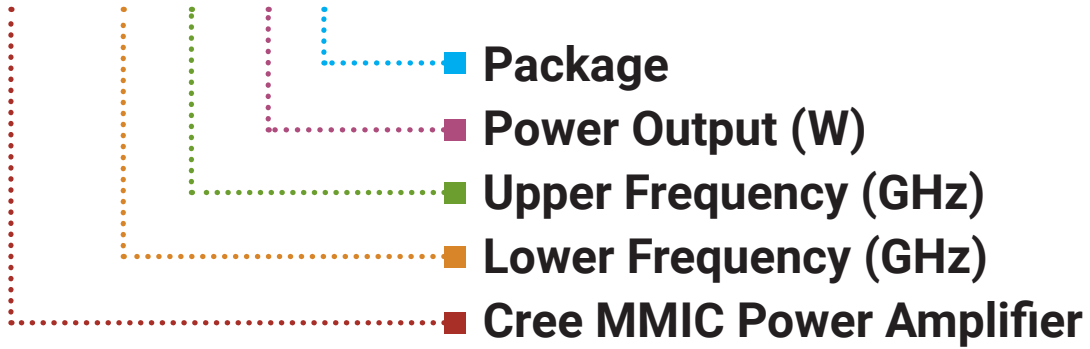 Package
Power Output (W)
Upper Frequency (GHz)
Lower Frequency (GHz)
Cree MMIC Power Amplifier